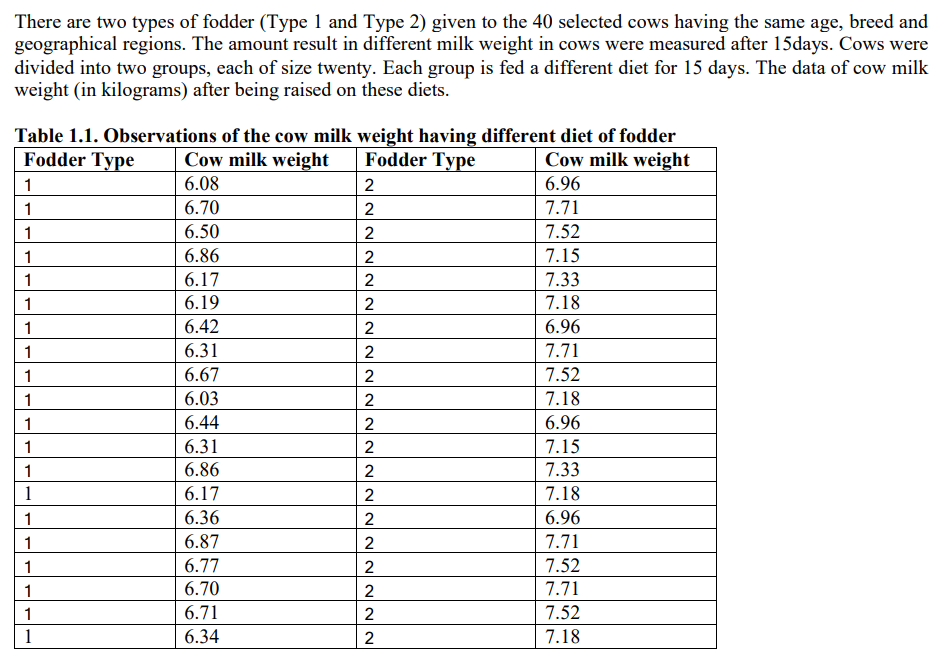 There are two types of fodder (Type 1 and Type 2) given to the 40 selected cows having the same age, breed and
geographical regions. The amount result in different milk weight in cows were measured after 15days. Cows were
divided into two groups, each of size twenty. Each group is fed a different diet for 15 days. The data of cow milk
weight (in kilograms) after being raised on these diets.
Table 1.1. Observations of the cow milk weight having different diet of fodder
Fodder Type Cow milk weight Fodder Type Cow milk weight
1 6.08 2 6.96
1 6.70 2 7.71
1 6.50 2 7.52
1 6.86 2 7.15
1 6.17 2 7.33
1 6.19 2 7.18
1 6.42 2 6.96
1 6.31 2 7.71
1 6.67 2 7.52
1 6.03 2 7.18
1 6.44 2 6.96
1 6.31 2 7.15
1 6.86 2 7.33
1 6.17 2 7.18
1 6.36 2 6.96
1 6.87 2 7.71
1 6.77 2 7.52
1 6.70 2 7.71
1 6.71 2 7.52
1 6.34 2 7.18